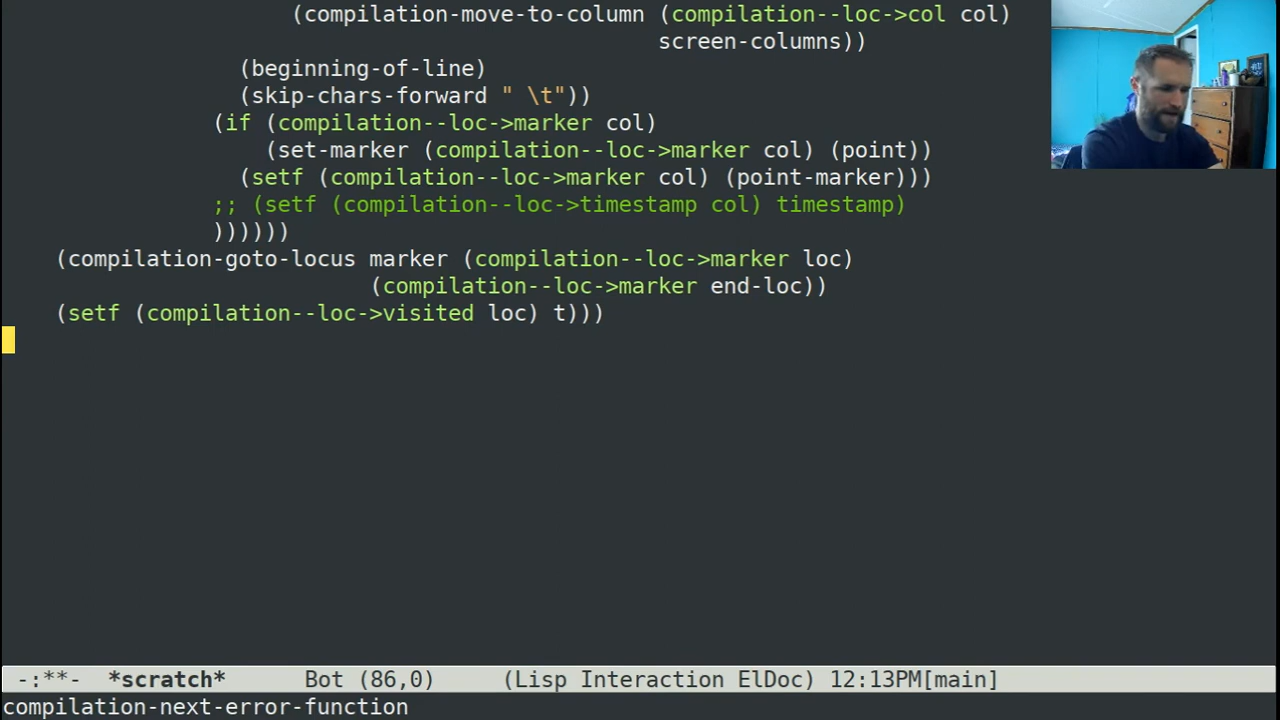 (compilation-move-to-column (compilation--loc->col col)
screen-columns))
(beginning-of-line)
(skip-chars-forward " \t"))
(if (compilation--loc->marker col)
(set-marker (compilation--loc->marker col) (point))
(setf (compilation--loc->marker col) (point-marker)))
;; (setf (compilation--loc->timestamp col) timestamp)
))))))
(compilation-goto-locus marker (compilation--loc->marker loc)
(compilation--loc->marker end-loc))
(setf (compilation--loc->visited loc) t)))
-:**-  *scratch*      Bot (86,0)     (Lisp Interaction ElDoc) 12:13PM[main]
compilation-next-error-function